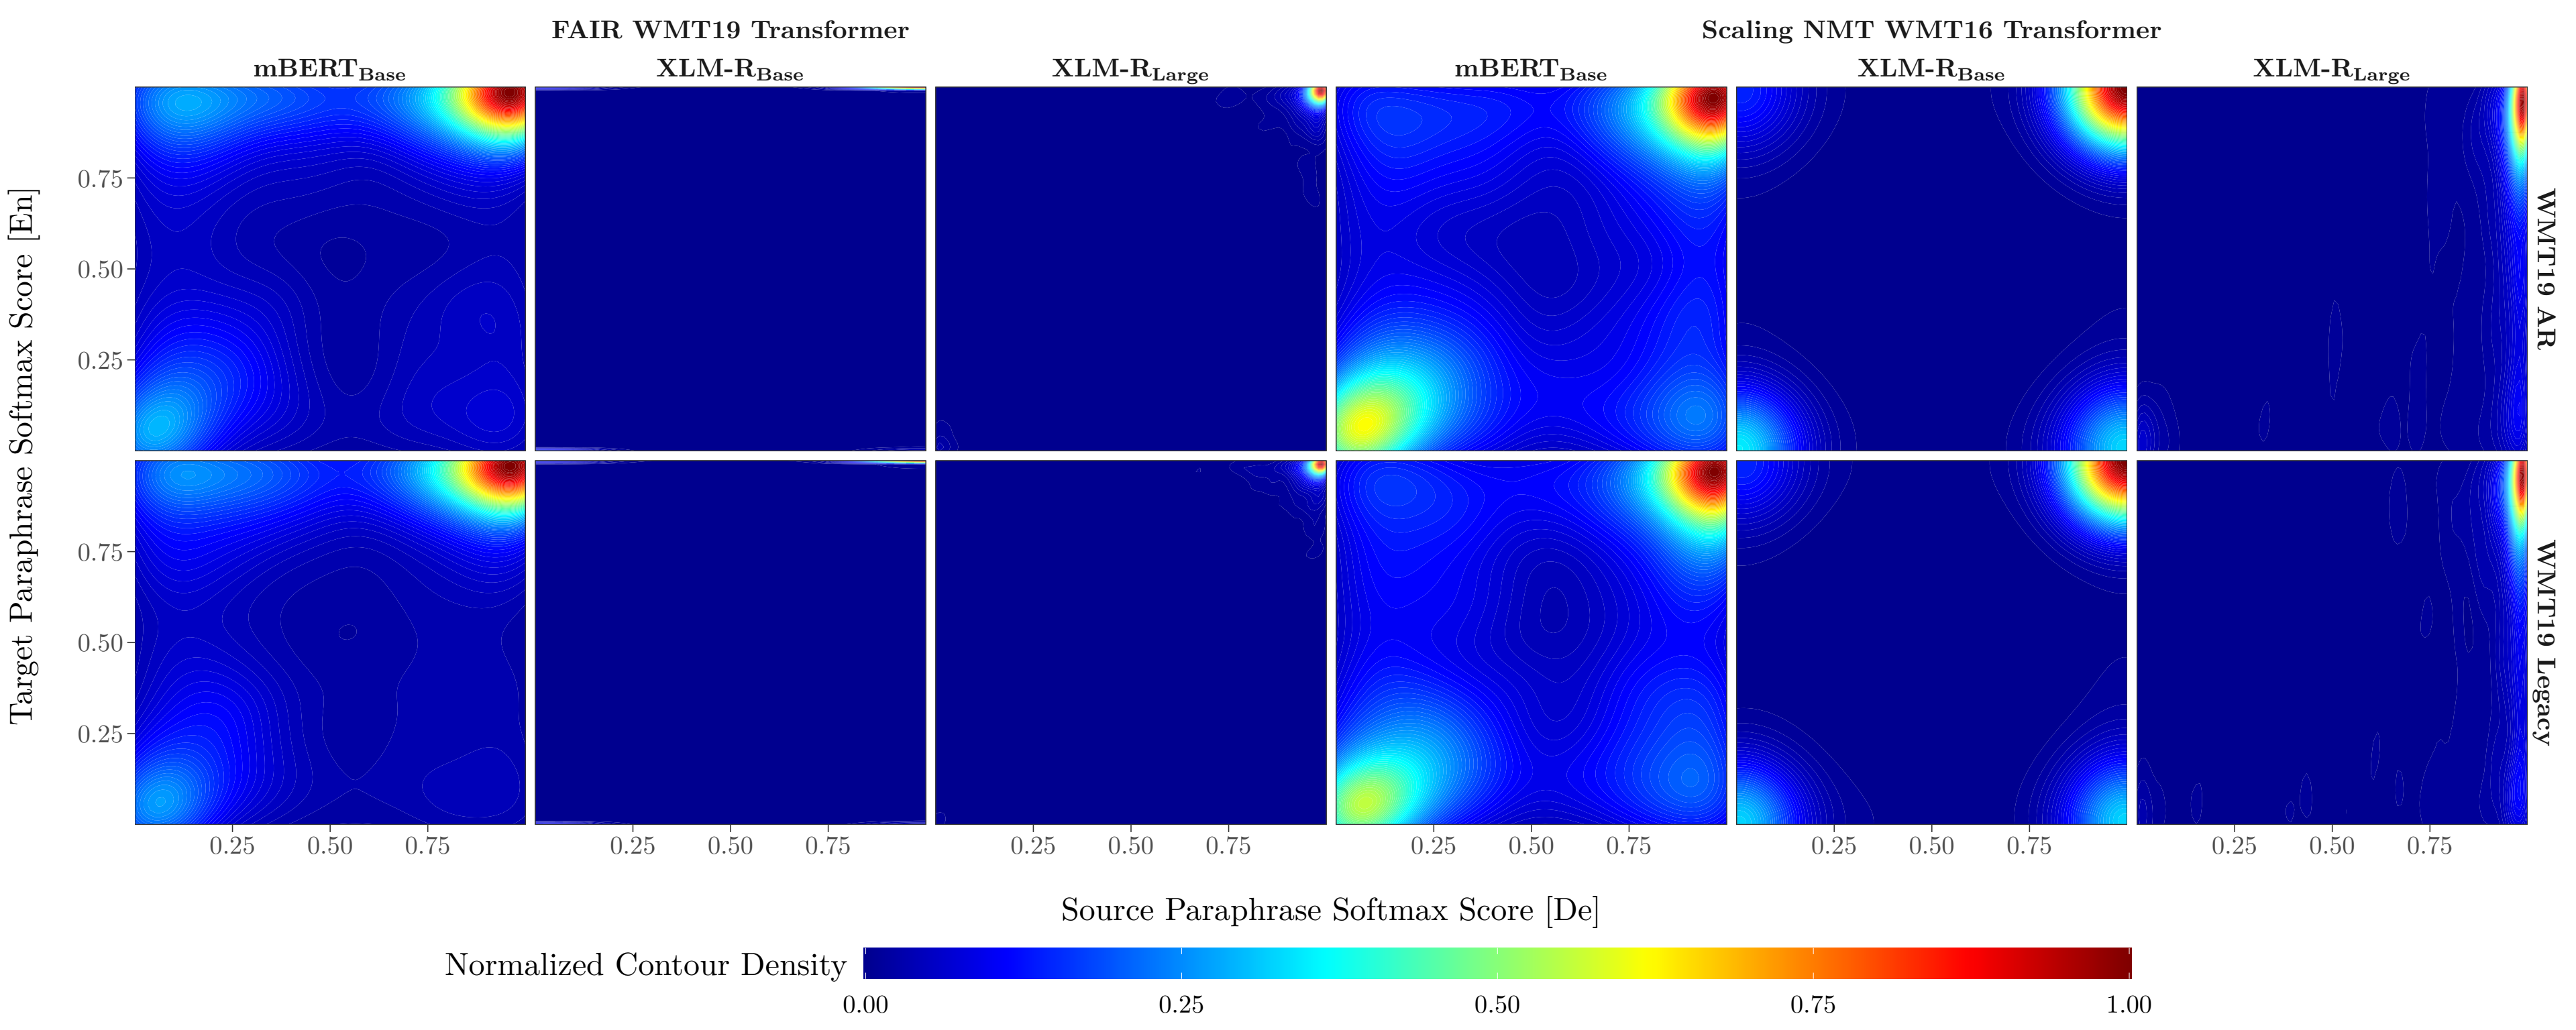 FAIR WMT19 Transformer
Scaling NMT WMT16 Transformer
mBERTBase
XLM-RBase
XLM-RLarge
mBERTBase
XLM-RBase
XLM-RLarge
Target Paraphrase Softmax Score [En]
0.75
0.50
0.25
WMT19 AR
0.75
0.50
0.25
WMT19 Legacy
0.25 0.50 0.75
0.25 0.50 0.75
0.25 0.50 0.75
0.25 0.50 0.75
0.25 0.50 0.75
0.25 0.50 0.75
Source Paraphrase Softmax Score [De]
Normalized Contour Density
0.00 0.25 0.50 0.75 1.00